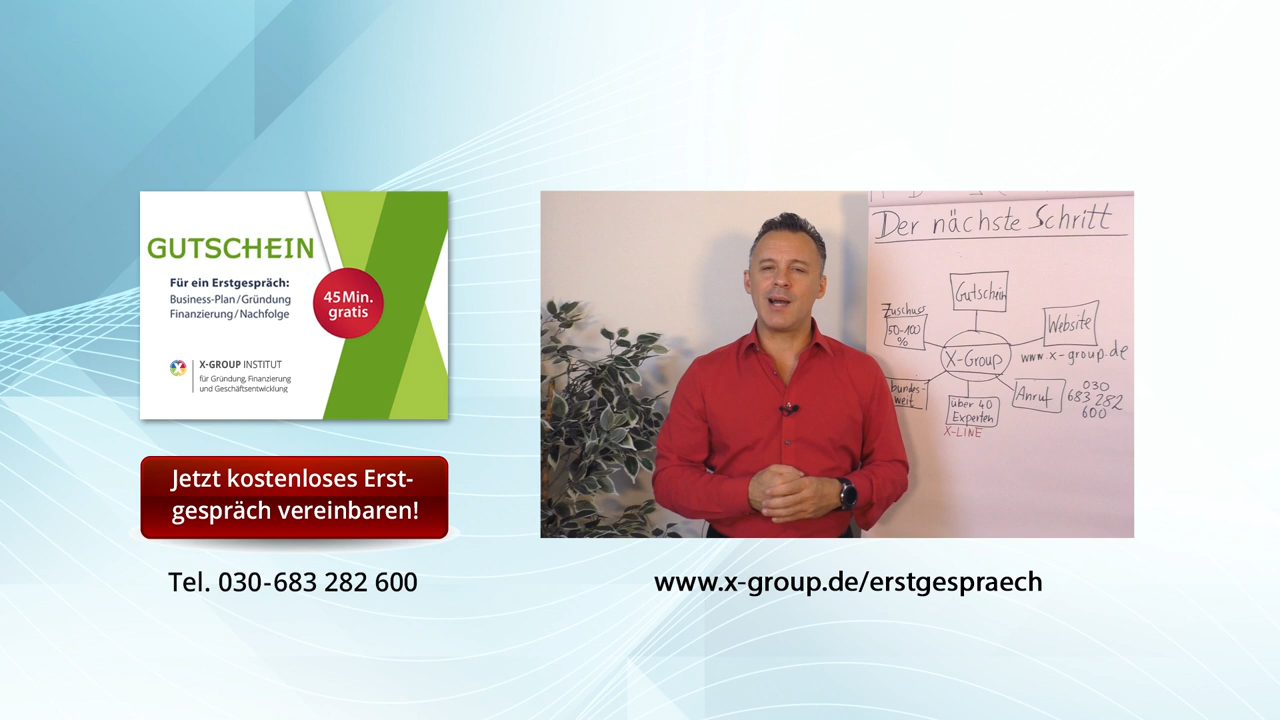 GUTSCHEIN
Für ein Erstgespräch:
Business-Plan/Gründung
Finanzierung/Nachfolge
45 Min.
gratis
X-GROUP INSTITUT
für Gründung, Finanzierung
und Geschäftsentwicklung
Jetzt kostenloses Erst-
gespräch vereinbaren!
Tel. 030-683 282 600
Der nächste Schritt
Gutschein
Zuschuss
50-100
%
Website
www.x-group.de
X-Group
bundes-
weit
über 40
Experten
X-LINE
Anruf
030
683 282
600
www.x-group.de/erstgespraech